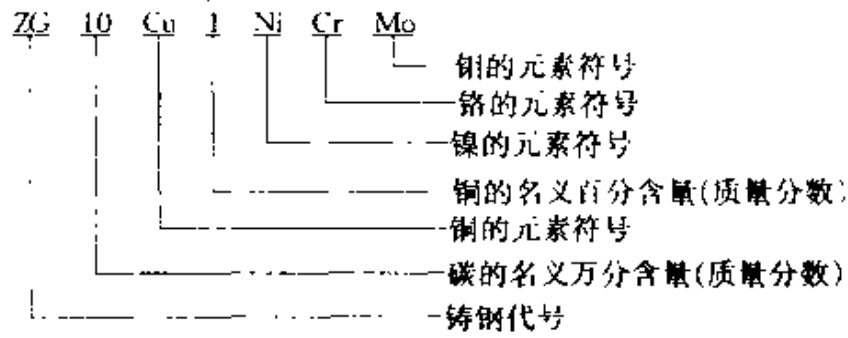 ZG 10 Cu 1 Ni Cr Mo
钼的元素符号
铬的元素符号
镍的元素符号
铜的名义百分含量(质量分数)
铜的元素符号
碳的名义万分含量(质量分数)
铸钢代号